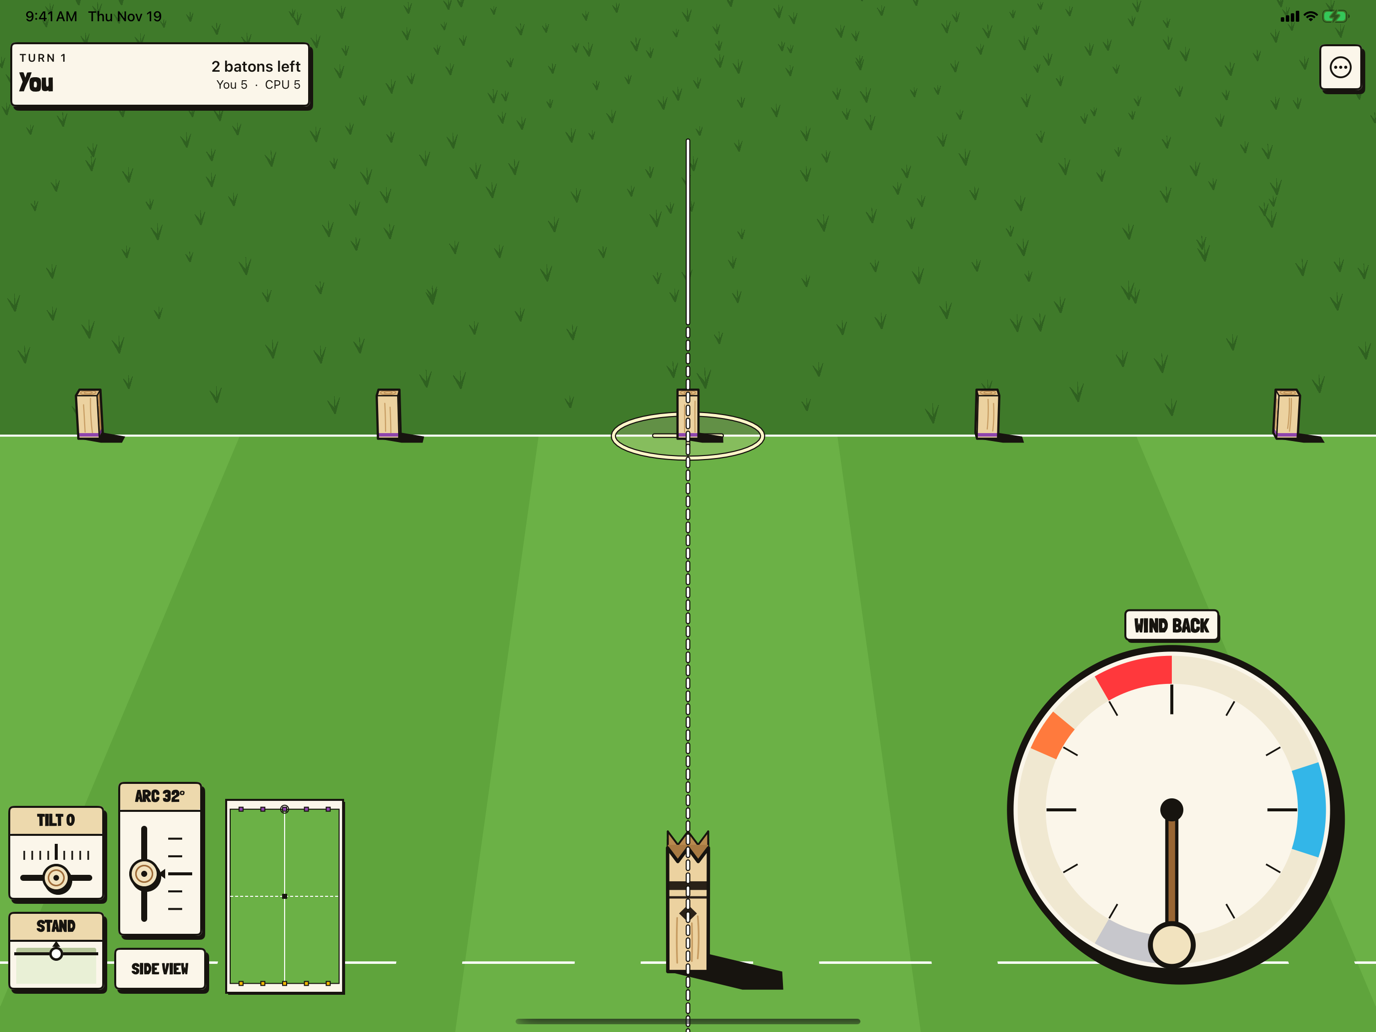 9:41 AM Thu Nov 19
TURN 1
You
2 batons left
You 5 · CPU 5
WIND BACK
ARC 32°
TILT 0
STAND
SIDE VIEW